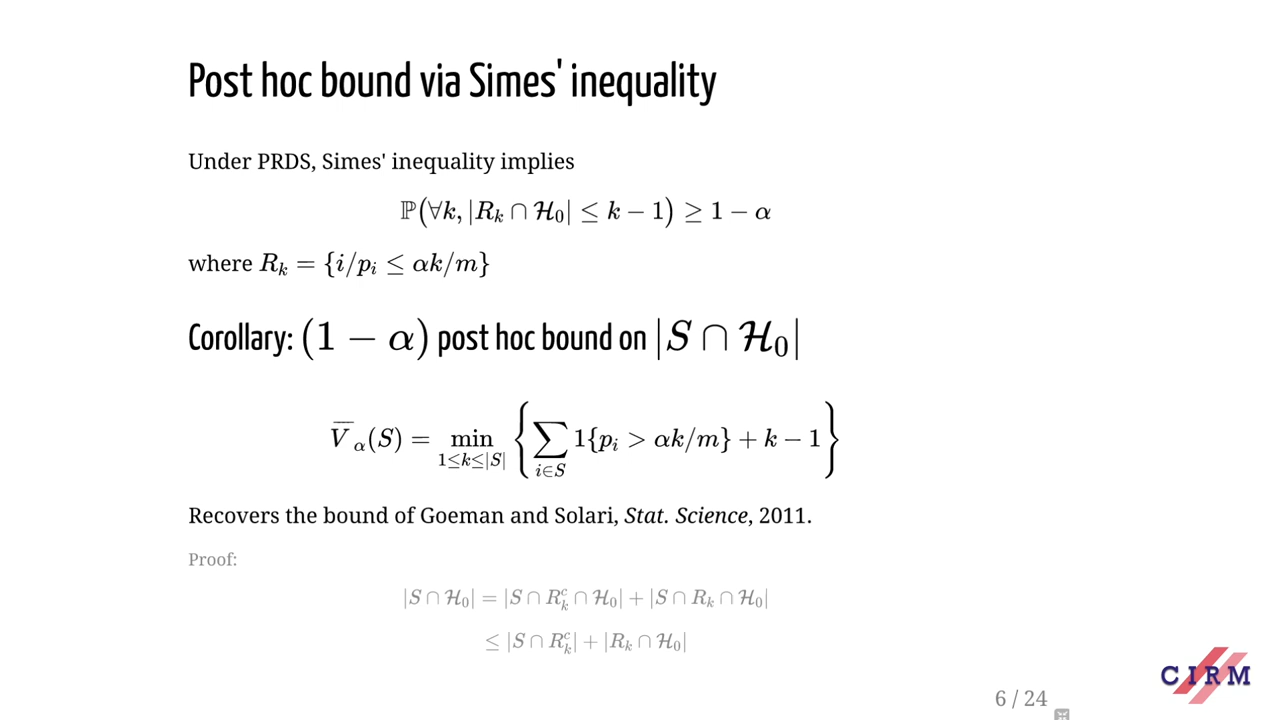 Post hoc bound via Simes' inequality
Under PRDS, Simes' inequality implies
ℙ(∀k, |R_k ∩ ℋ_0| ≤ k − 1) ≥ 1 − α
where R_k = {i/p_i ≤ αk/m}
Corollary: (1 − α) post hoc bound on |S ∩ ℋ_0|
V̅_α(S) = min_{1≤k≤|S|} { ∑_{i∈S} 1{p_i > αk/m} + k − 1 }
Recovers the bound of Goeman and Solari, Stat. Science, 2011.
Proof:
|S ∩ ℋ_0| = |S ∩ R_k^c ∩ ℋ_0| + |S ∩ R_k ∩ ℋ_0|
≤ |S ∩ R_k^c| + |R_k ∩ ℋ_0|
CIRM
6 / 24